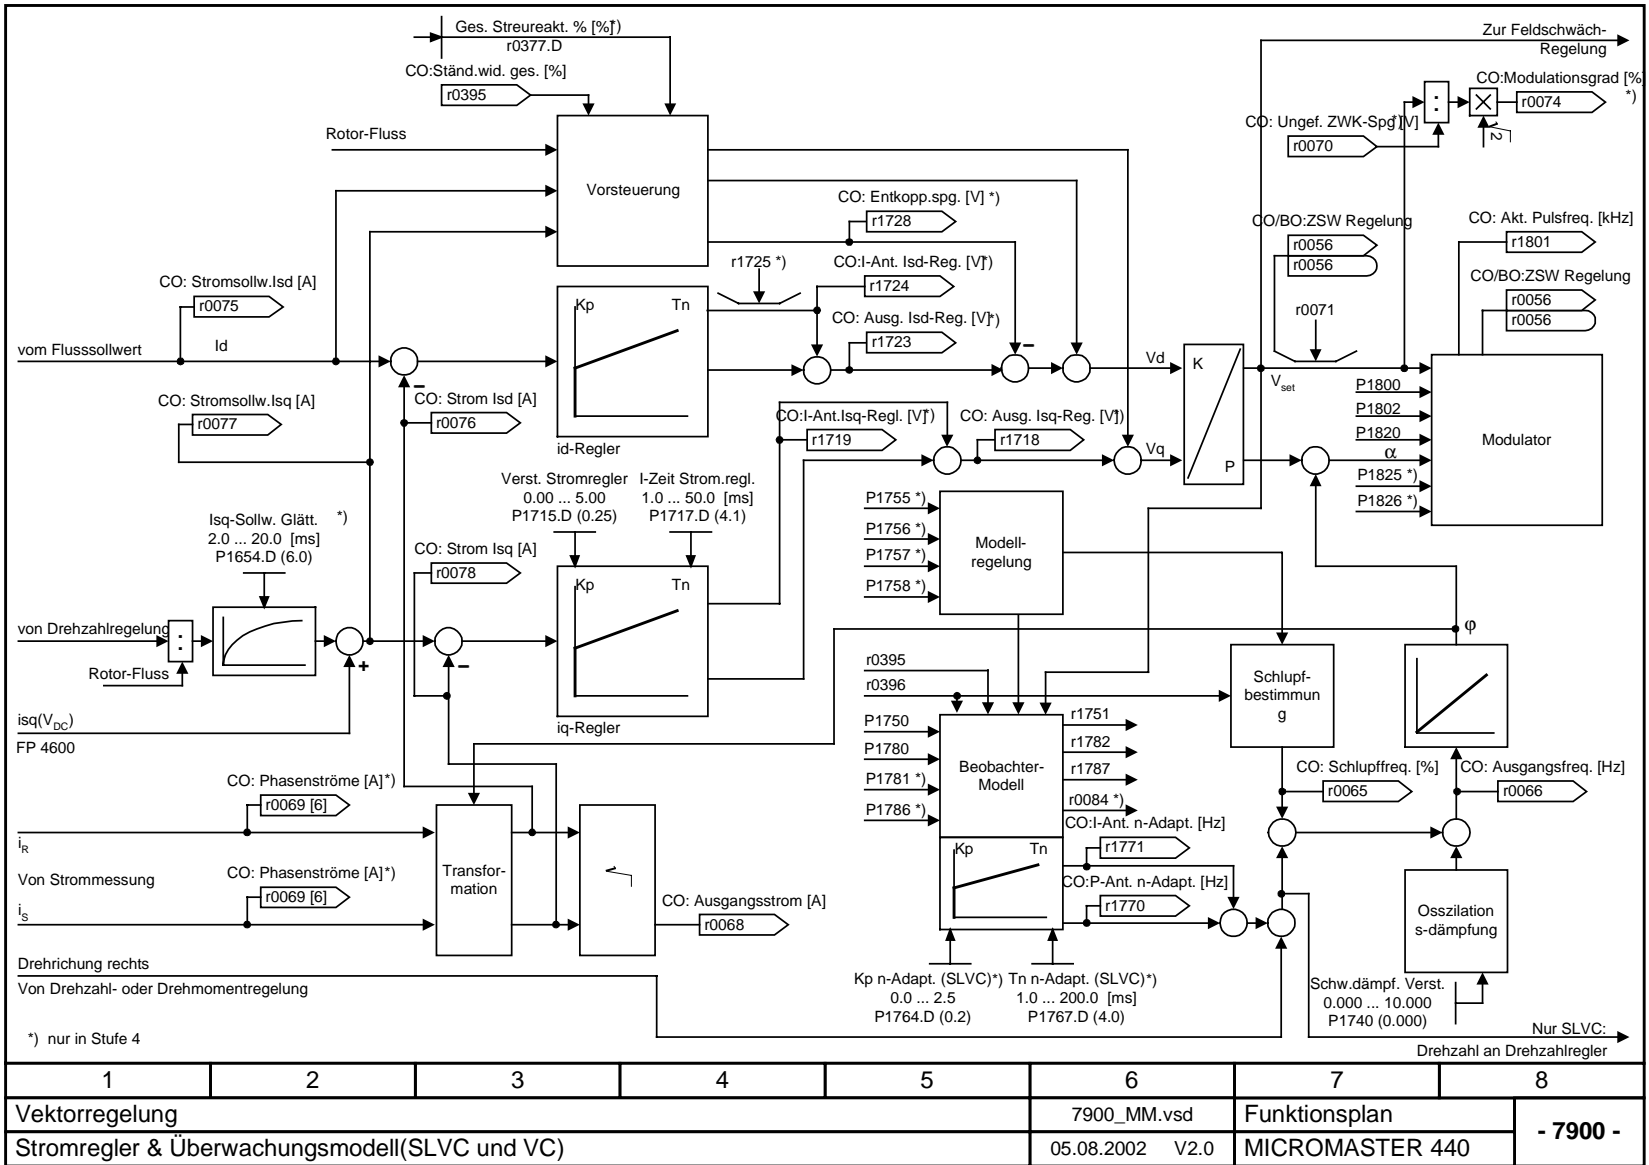 Ges. Streureakt. % [%]*)
r0377.D
CO:Ständ.wid. ges. [%]
r0395
Rotor-Fluss
Vorsteuerung
Zur Feldschwäch-
Regelung
CO:Modulationsgrad [%]
r0074
*)
:
√2
CO: Ungef. ZWK-Spg [V]
*)
r0070
CO: Entkopp.spg. [V] *)
r1728
CO/BO:ZSW Regelung
r0056
r0056
CO: Akt. Pulsfreq. [kHz]
r1801
CO/BO:ZSW Regelung
r0056
r0056
r1725 *)
CO:I-Ant. Isd-Reg. [V]*)
r1724
CO: Stromsollw.Isd [A]
r0075
Kp
Tn
id-Regler
CO: Ausg. Isd-Reg. [V]*)
r1723
r0071
vom Flusssollwert
Id
–
–
Vd
K
P
V set
P1800
P1802
P1820
α
P1825 *)
P1826 *)
Modulator
CO: Stromsollw.Isq [A]
r0077
CO: Strom Isd [A]
r0076
CO:I-Ant.Isq-Regl. [V]*)
r1719
CO: Ausg. Isq-Reg. [V]*)
r1718
Vq
Verst. Stromregler
0.00 ... 5.00
P1715.D (0.25)
I-Zeit Strom.regl.
1.0 ... 50.0 [ms]
P1717.D (4.1)
Isq-Sollw. Glätt.
*)
2.0 ... 20.0 [ms]
P1654.D (6.0)
CO: Strom Isq [A]
r0078
Kp
Tn
iq-Regler
P1755 *)
P1756 *)
P1757 *)
P1758 *)
Modell-
regelung
von Drehzahlregelung
:
Rotor-Fluss
+
–
φ
isq(V DC)
FP 4600
r0395
r0396
P1750
P1780
P1781 *)
P1786 *)
Beobachter-
Modell
r1751
r1782
r1787
r0084 *)
Schlupf-
bestimmun
g
CO: Schlupffreq. [%]
r0065
CO: Ausgangsfreq. [Hz]
r0066
CO: Phasenströme [A]*)
r0069 [6]
i R
Von Strommessung
CO: Phasenströme [A]*)
r0069 [6]
i S
Transfor-
mation
√
CO: Ausgangsstrom [A]
r0068
Kp
Tn
CO:I-Ant. n-Adapt. [Hz]
r1771
CO:P-Ant. n-Adapt. [Hz]
r1770
Osszilation
s-dämpfung
Drehrichung rechts
Von Drehzahl- oder Drehmomentregelung
Kp n-Adapt. (SLVC)*)
0.0 ... 2.5
P1764.D (0.2)
Tn n-Adapt. (SLVC)*)
1.0 ... 200.0 [ms]
P1767.D (4.0)
Schw.dämpf. Verst.
0.000 ... 10.000
P1740 (0.000)
Nur SLVC:
Drehzahl an Drehzahlregler
*) nur in Stufe 4
1 2 3 4 5 6 7 8
Vektorregelung
7900_MM.vsd
Funktionsplan
- 7900 -
Stromregler & Überwachungsmodell(SLVC und VC)
05.08.2002 V2.0
MICROMASTER 440